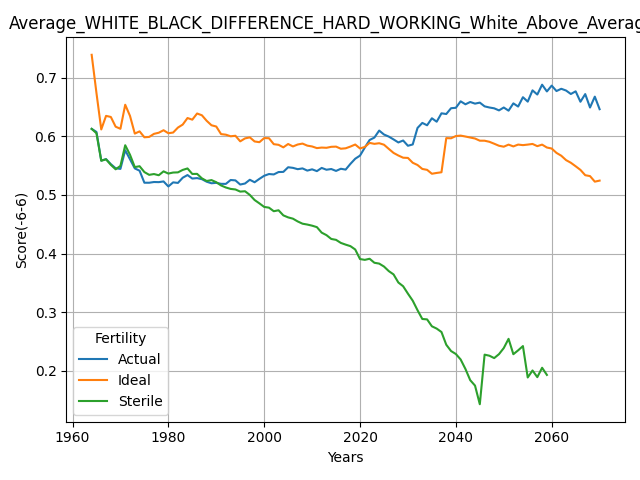 Average_WHITE_BLACK_DIFFERENCE_HARD_WORKING_White_Above_Averag
0.7
0.6
0.5
0.4
0.3
0.2
Score(-6-6)
Fertility
Actual
Ideal
Sterile
1960 1980 2000 2020 2040 2060
Years